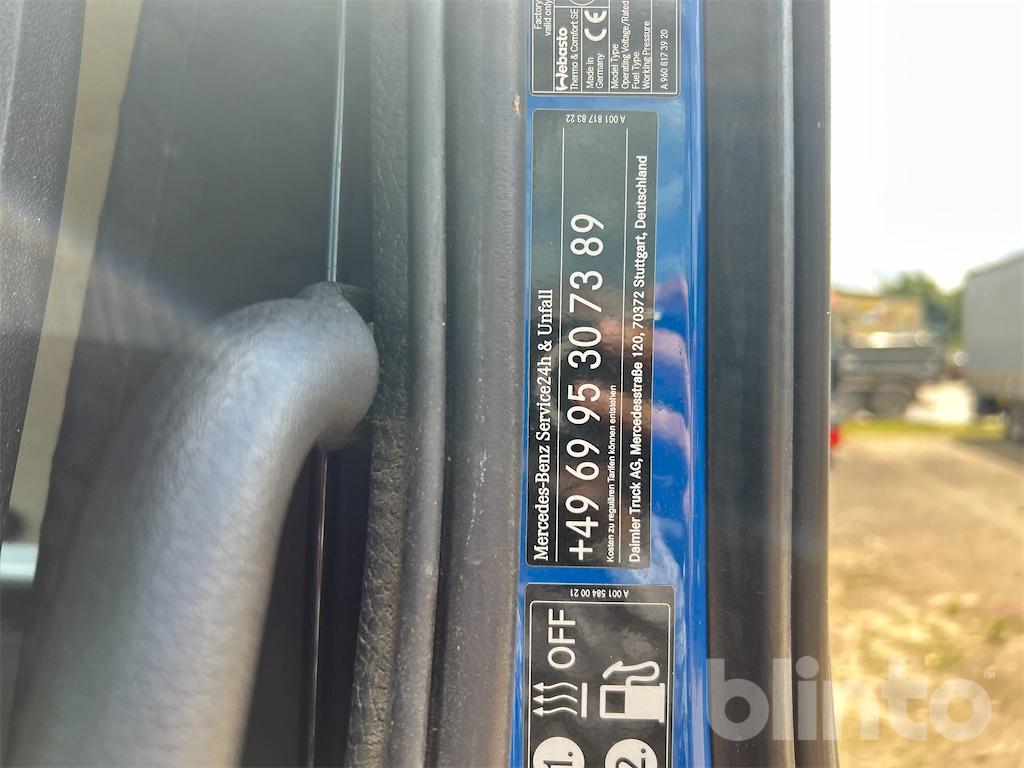 Factory
valid only
Webasto
Thermo & Comfort SE
Made In
Germany
CE
Model Type
Operating Voltage/Rated
Fuel Type
Working Pressure
A 960 817 39 20
A 001 817 83 22
Mercedes-Benz Service24h & Unfall
+49 69 95 30 73 89
Kosten zu regulären Tarifen können entstehen
Daimler Truck AG, Mercedesstraße 120, 70372 Stuttgart, Deutschland
A 001 584 00 21
1. OFF
2.
blinto™